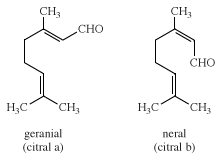 CH3
CHO
H3C
CH3
geranial
(citral a)
CH3
CHO
H3C
CH3
neral
(citral b)